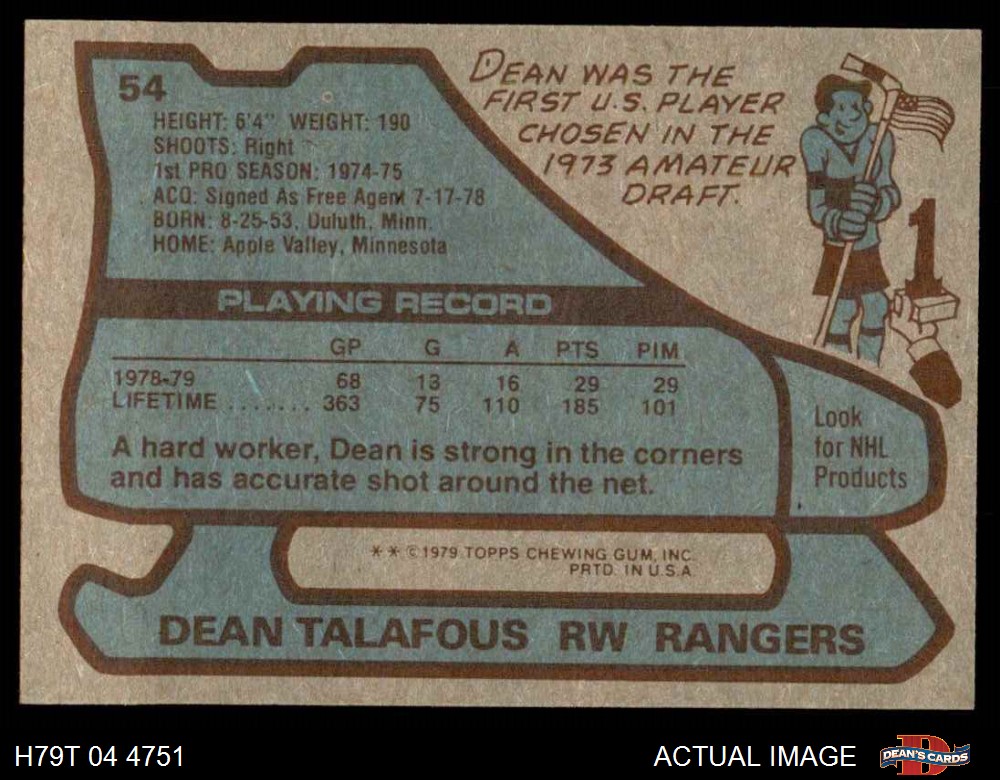 54
HEIGHT: 6'4" WEIGHT: 190
SHOOTS: Right
1st PRO SEASON: 1974-75
ACQ: Signed As Free Agent 7-17-78
BORN: 8-25-53, Duluth, Minn.
HOME: Apple Valley, Minnesota
DEAN WAS THE
FIRST U.S. PLAYER
CHOSEN IN THE
1973 AMATEUR
DRAFT.
1
PLAYING RECORD
GP G A PTS PIM
1978-79 68 13 16 29 29
LIFETIME ........ 363 75 110 185 101
A hard worker, Dean is strong in the corners
and has accurate shot around the net.
Look
for NHL
Products
** © 1979 TOPPS CHEWING GUM, INC.
PRTD. IN U.S.A.
DEAN TALAFOUS RW RANGERS
H79T 04 4751
ACTUAL IMAGE
D
DEAN'S CARDS